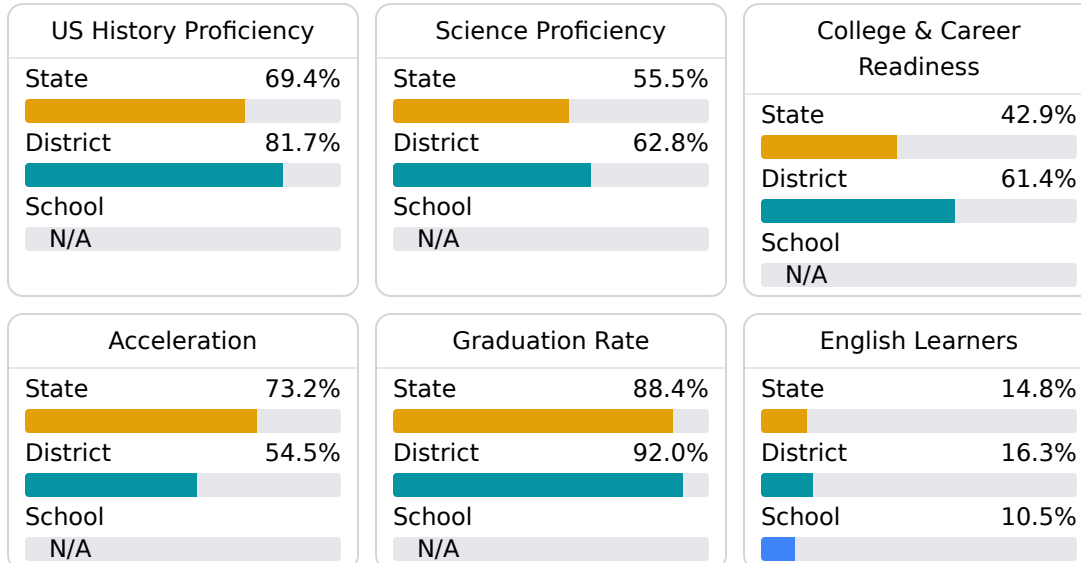 US History Proficiency
State 69.4%
District 81.7%
School
N/A
Science Proficiency
State 55.5%
District 62.8%
School
N/A
College & Career
Readiness
State 42.9%
District 61.4%
School
N/A
Acceleration
State 73.2%
District 54.5%
School
N/A
Graduation Rate
State 88.4%
District 92.0%
School
N/A
English Learners
State 14.8%
District 16.3%
School 10.5%